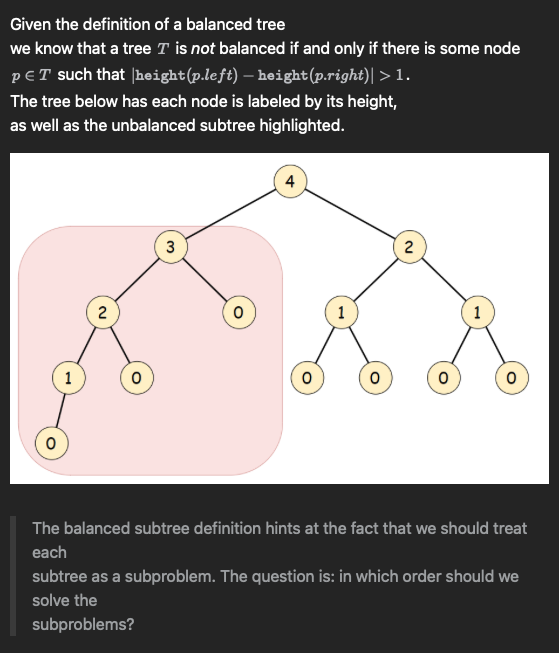 Given the definition of a balanced tree
we know that a tree T is not balanced if and only if there is some node
p ∈ T such that |height(p.left) − height(p.right)| > 1.
The tree below has each node is labeled by its height,
as well as the unbalanced subtree highlighted.
4
3 2
2 0 1 1
1 0 0 0 0 0
0
The balanced subtree definition hints at the fact that we should treat
each
subtree as a subproblem. The question is: in which order should we
solve the
subproblems?